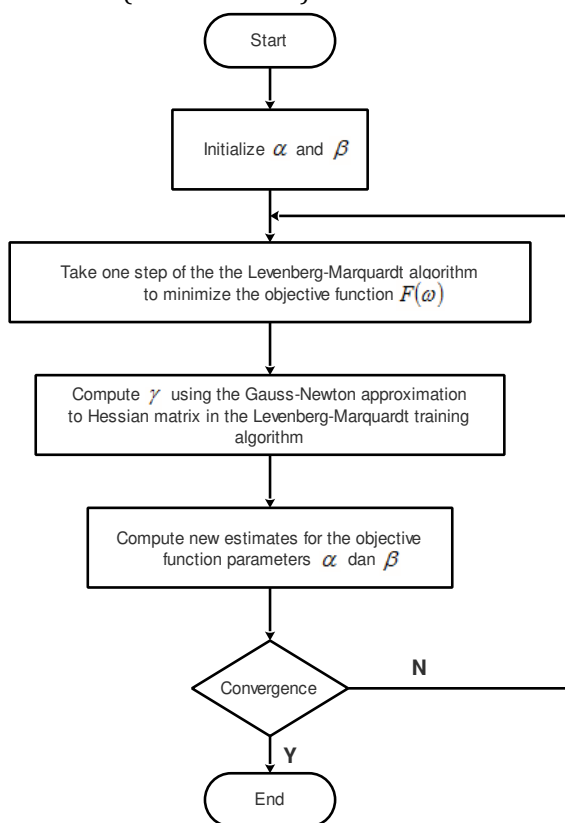 Start
Initialize α and β
Take one step of the the Levenberg-Marquardt algorithm
to minimize the objective function F(ω)
Compute γ using the Gauss-Newton approximation
to Hessian matrix in the Levenberg-Marquardt training
algorithm
Compute new estimates for the objective
function parameters α dan β
Convergence
N
Y
End